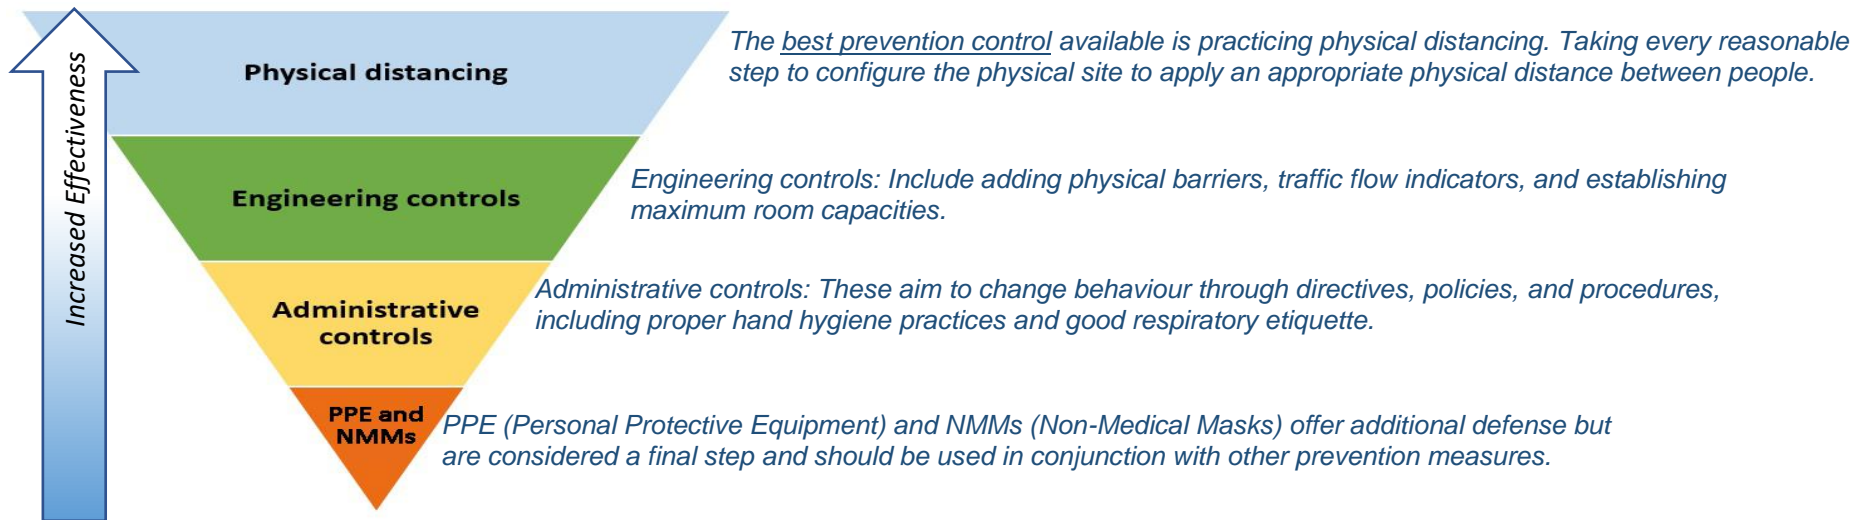 Increased Effectiveness
Physical distancing
The best prevention control available is practicing physical distancing. Taking every reasonable
step to configure the physical site to apply an appropriate physical distance between people.
Engineering controls
Engineering controls: Include adding physical barriers, traffic flow indicators, and establishing
maximum room capacities.
Administrative
controls
Administrative controls: These aim to change behaviour through directives, policies, and procedures,
including proper hand hygiene practices and good respiratory etiquette.
PPE and
NMMs
PPE (Personal Protective Equipment) and NMMs (Non-Medical Masks) offer additional defense but
are considered a final step and should be used in conjunction with other prevention measures.